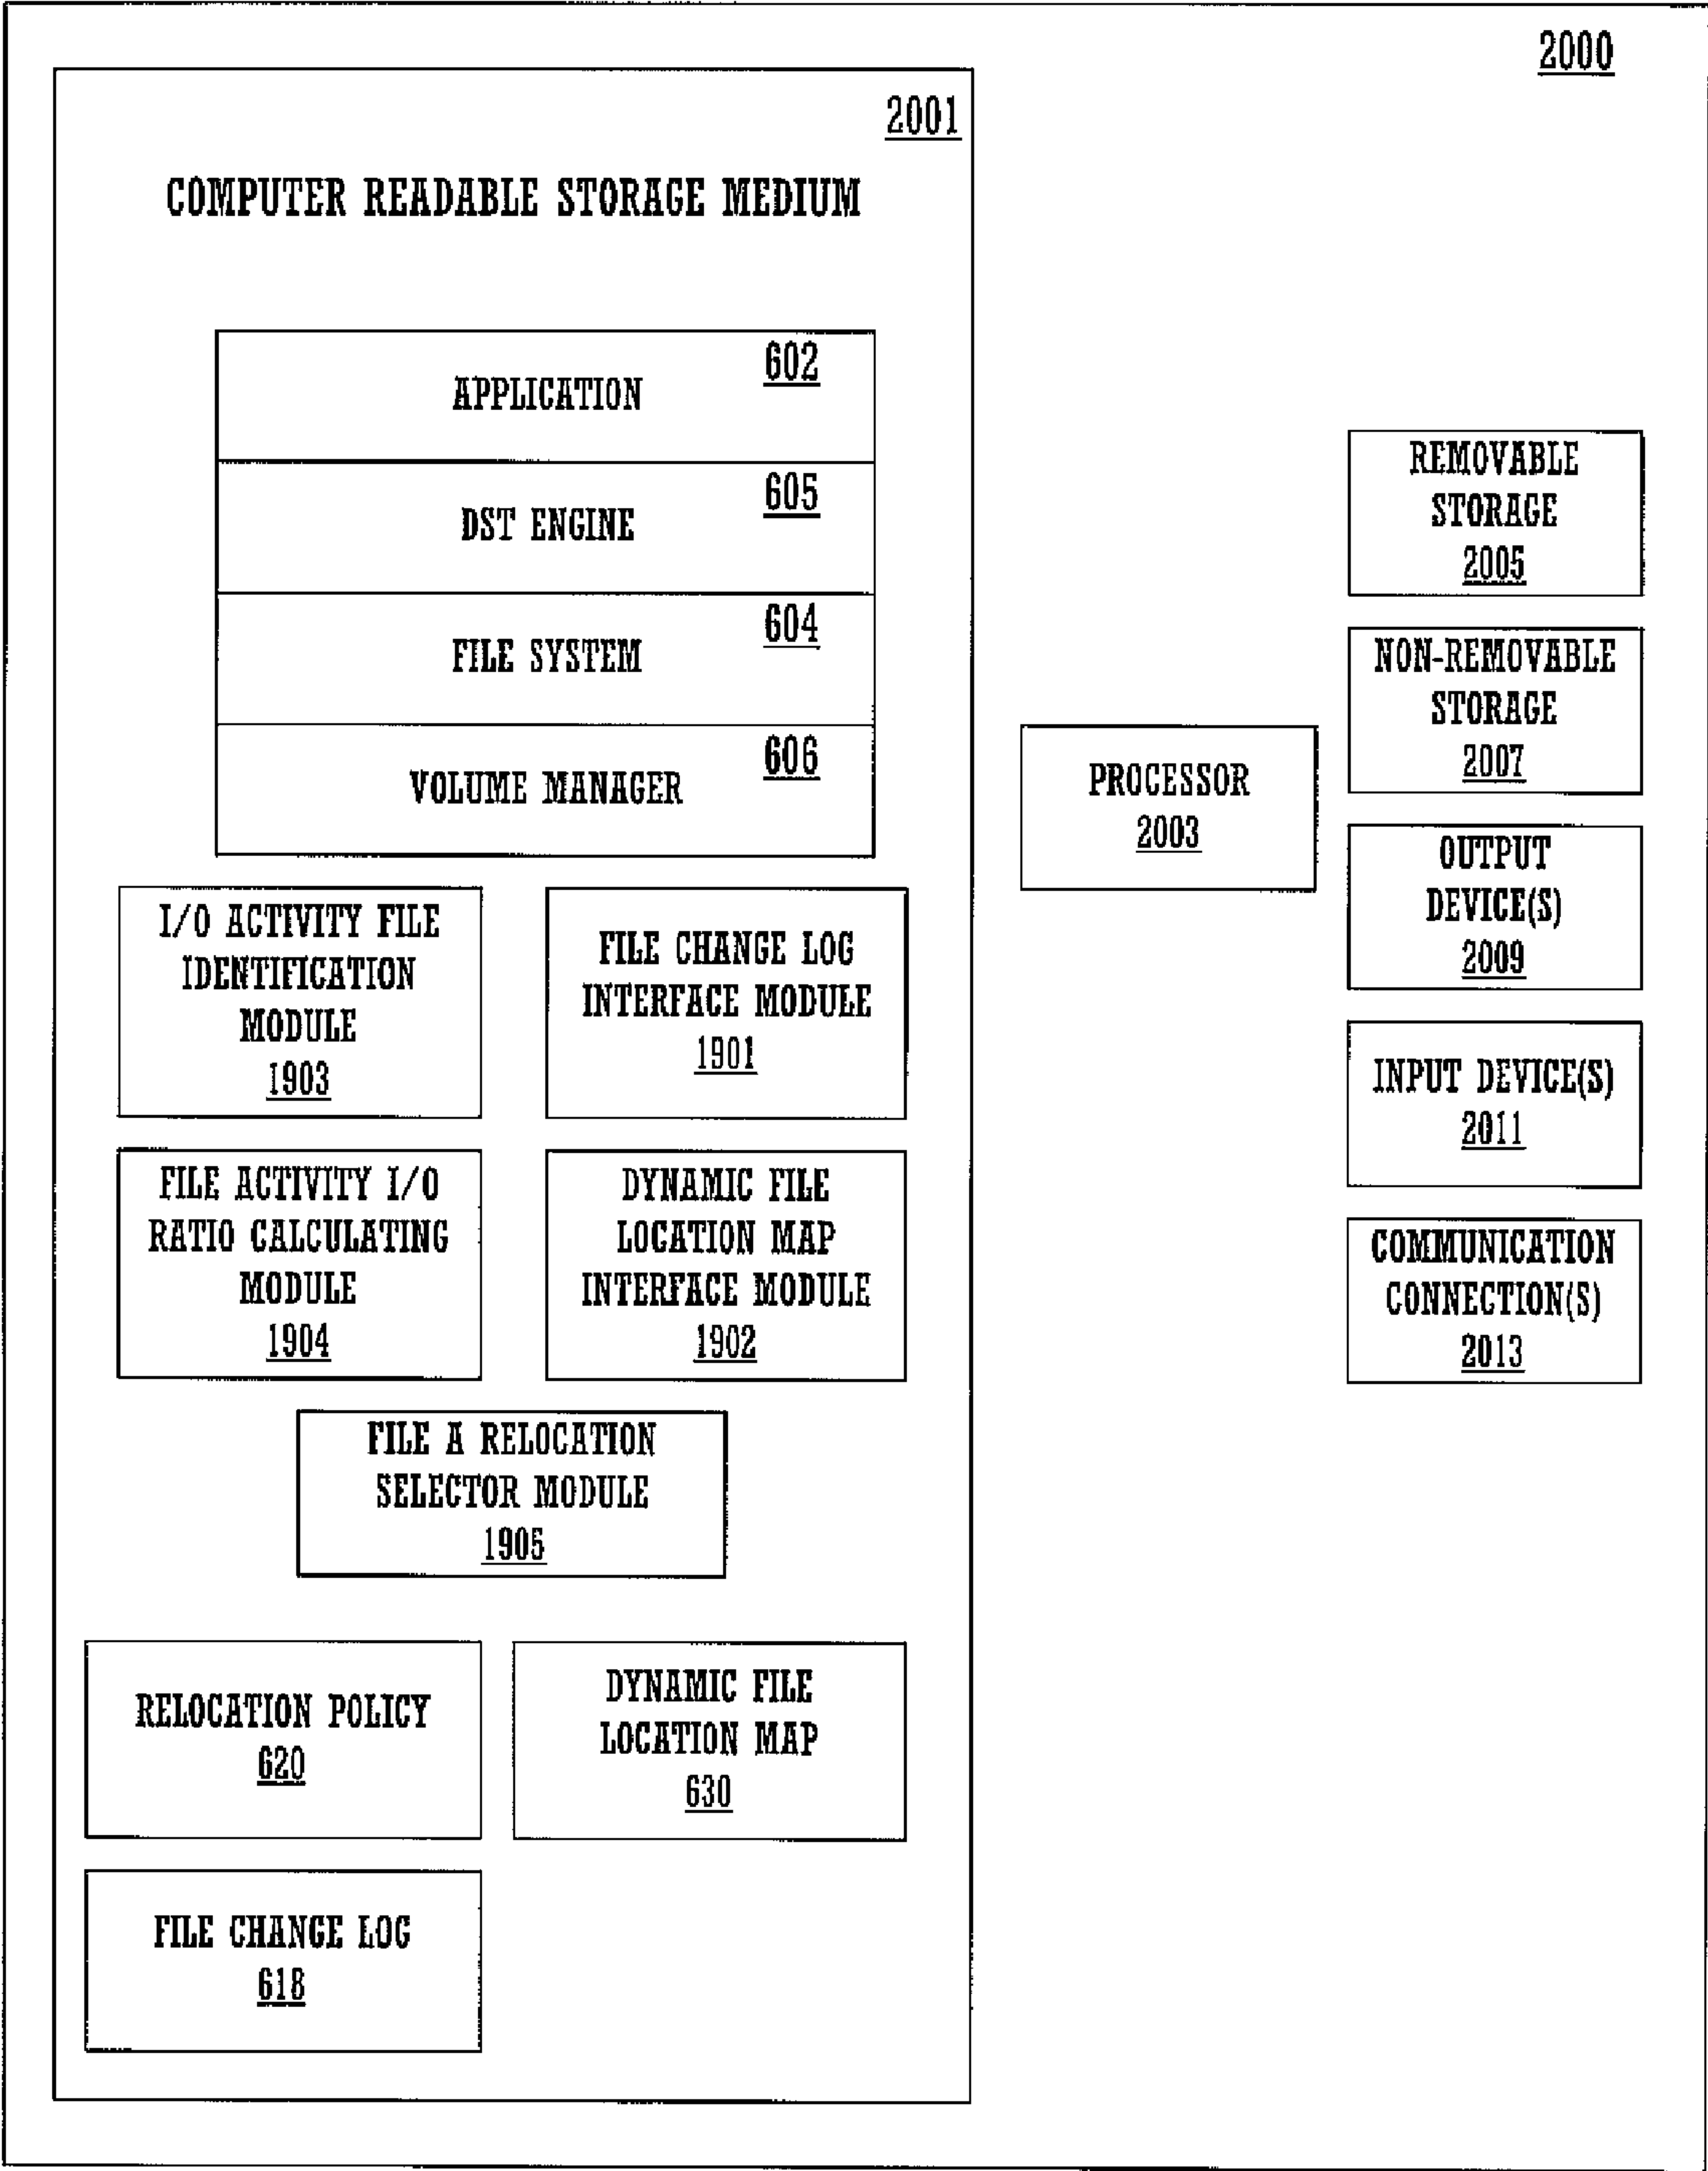 2000
2001
COMPUTER READABLE STORAGE MEDIUM
602
APPLICATION
605
DST ENGINE
604
FILE SYSTEM
606
VOLUME MANAGER
I/O ACTIVITY FILE
IDENTIFICATION
MODULE
1903
FILE CHANGE LOG
INTERFACE MODULE
1901
FILE ACTIVITY I/O
RATIO CALCULATING
MODULE
1904
DYNAMIC FILE
LOCATION MAP
INTERFACE MODULE
1902
FILE A RELOCATION
SELECTOR MODULE
1905
RELOCATION POLICY
620
DYNAMIC FILE
LOCATION MAP
630
FILE CHANGE LOG
618
PROCESSOR
2003
REMOVABLE
STORAGE
2005
NON-REMOVABLE
STORAGE
2007
OUTPUT
DEVICE(S)
2009
INPUT DEVICE(S)
2011
COMMUNICATION
CONNECTION(S)
2013